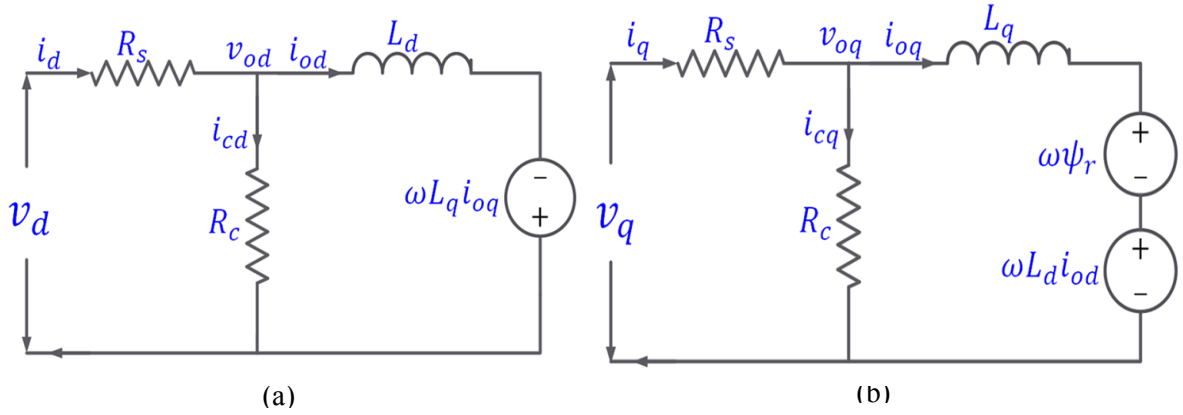 i_d R_s v_od i_od L_d
i_cd
R_c
v_d
ωL_q i_oq
-
+
(a)
i_q R_s v_oq i_oq L_q
i_cq
R_c
v_q
ωψ_r
+
-
ωL_d i_od
+
-
(b)